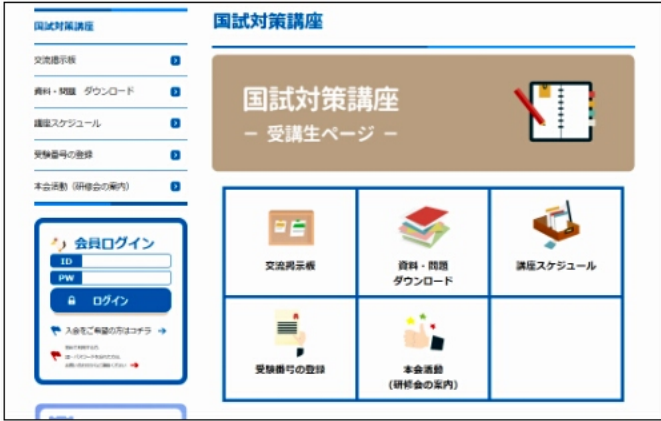 国試対策講座
交流掲示板
資料・問題 ダウンロード
講座スケジュール
受験番号の登録
本会活動（研修会の案内）
会員ログイン
ID
PW
ログイン
入会をご希望の方はコチラ
国試対策講座
国試対策講座
－ 受講生ページ －
交流掲示板
資料・問題
ダウンロード
講座スケジュール
受験番号の登録
本会活動
(研修会の案内)